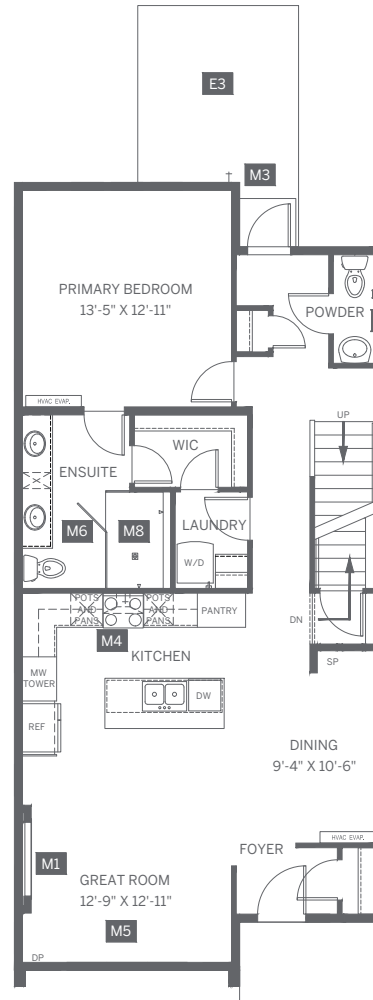 E3
M3
PRIMARY BEDROOM
13'-5" X 12'-11"
POWDER
HVAC EVAP.
UP
WIC
ENSUITE
M6
M8
LAUNDRY
W/D
POTS
AND
PANS
POTS
AND
PANS
PANTRY
M4
DN
KITCHEN
SP
MW
TOWER
DW
REF
DINING
9'-4" X 10'-6"
HVAC EVAP.
FOYER
M1
GREAT ROOM
12'-9" X 12'-11"
M5
DP